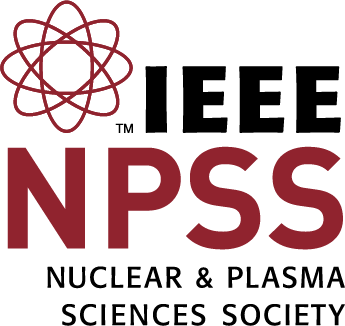 ™ IEEE
NPSS
NUCLEAR & PLASMA
SCIENCES SOCIETY